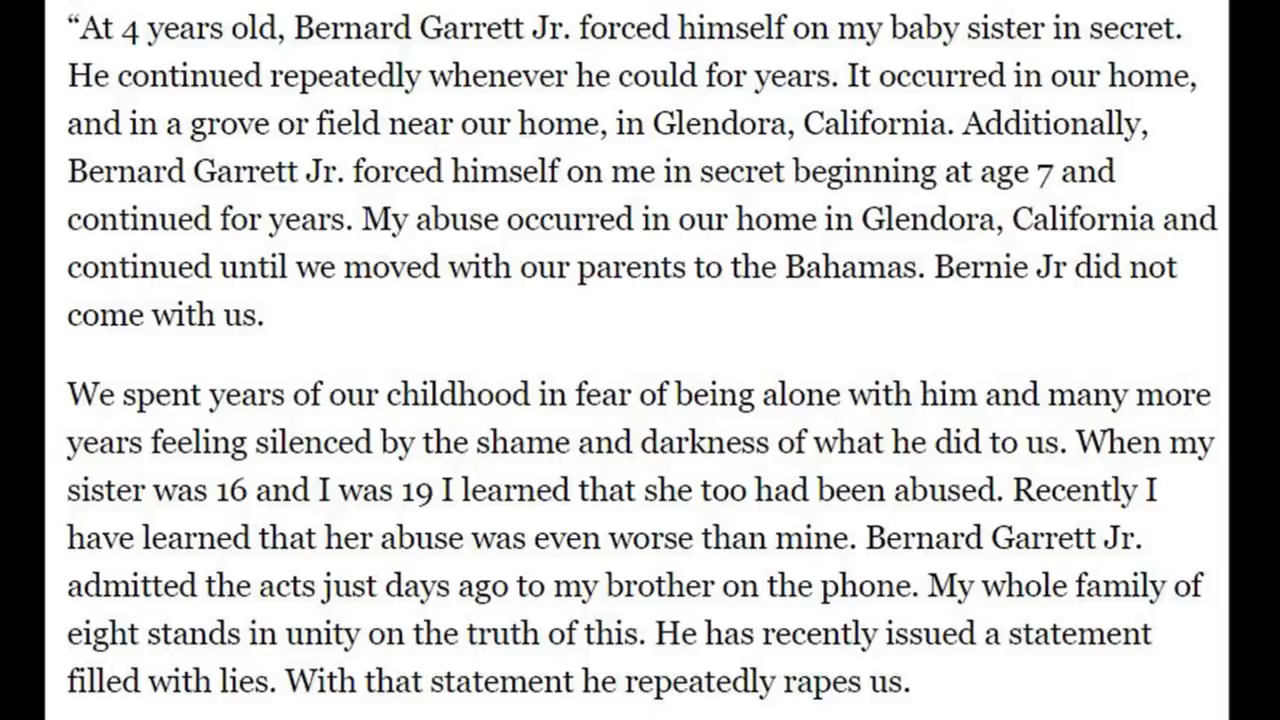 “At 4 years old, Bernard Garrett Jr. forced himself on my baby sister in secret.
He continued repeatedly whenever he could for years. It occurred in our home,
and in a grove or field near our home, in Glendora, California. Additionally,
Bernard Garrett Jr. forced himself on me in secret beginning at age 7 and
continued for years. My abuse occurred in our home in Glendora, California and
continued until we moved with our parents to the Bahamas. Bernie Jr did not
come with us.
We spent years of our childhood in fear of being alone with him and many more
years feeling silenced by the shame and darkness of what he did to us. When my
sister was 16 and I was 19 I learned that she too had been abused. Recently I
have learned that her abuse was even worse than mine. Bernard Garrett Jr.
admitted the acts just days ago to my brother on the phone. My whole family of
eight stands in unity on the truth of this. He has recently issued a statement
filled with lies. With that statement he repeatedly rapes us.